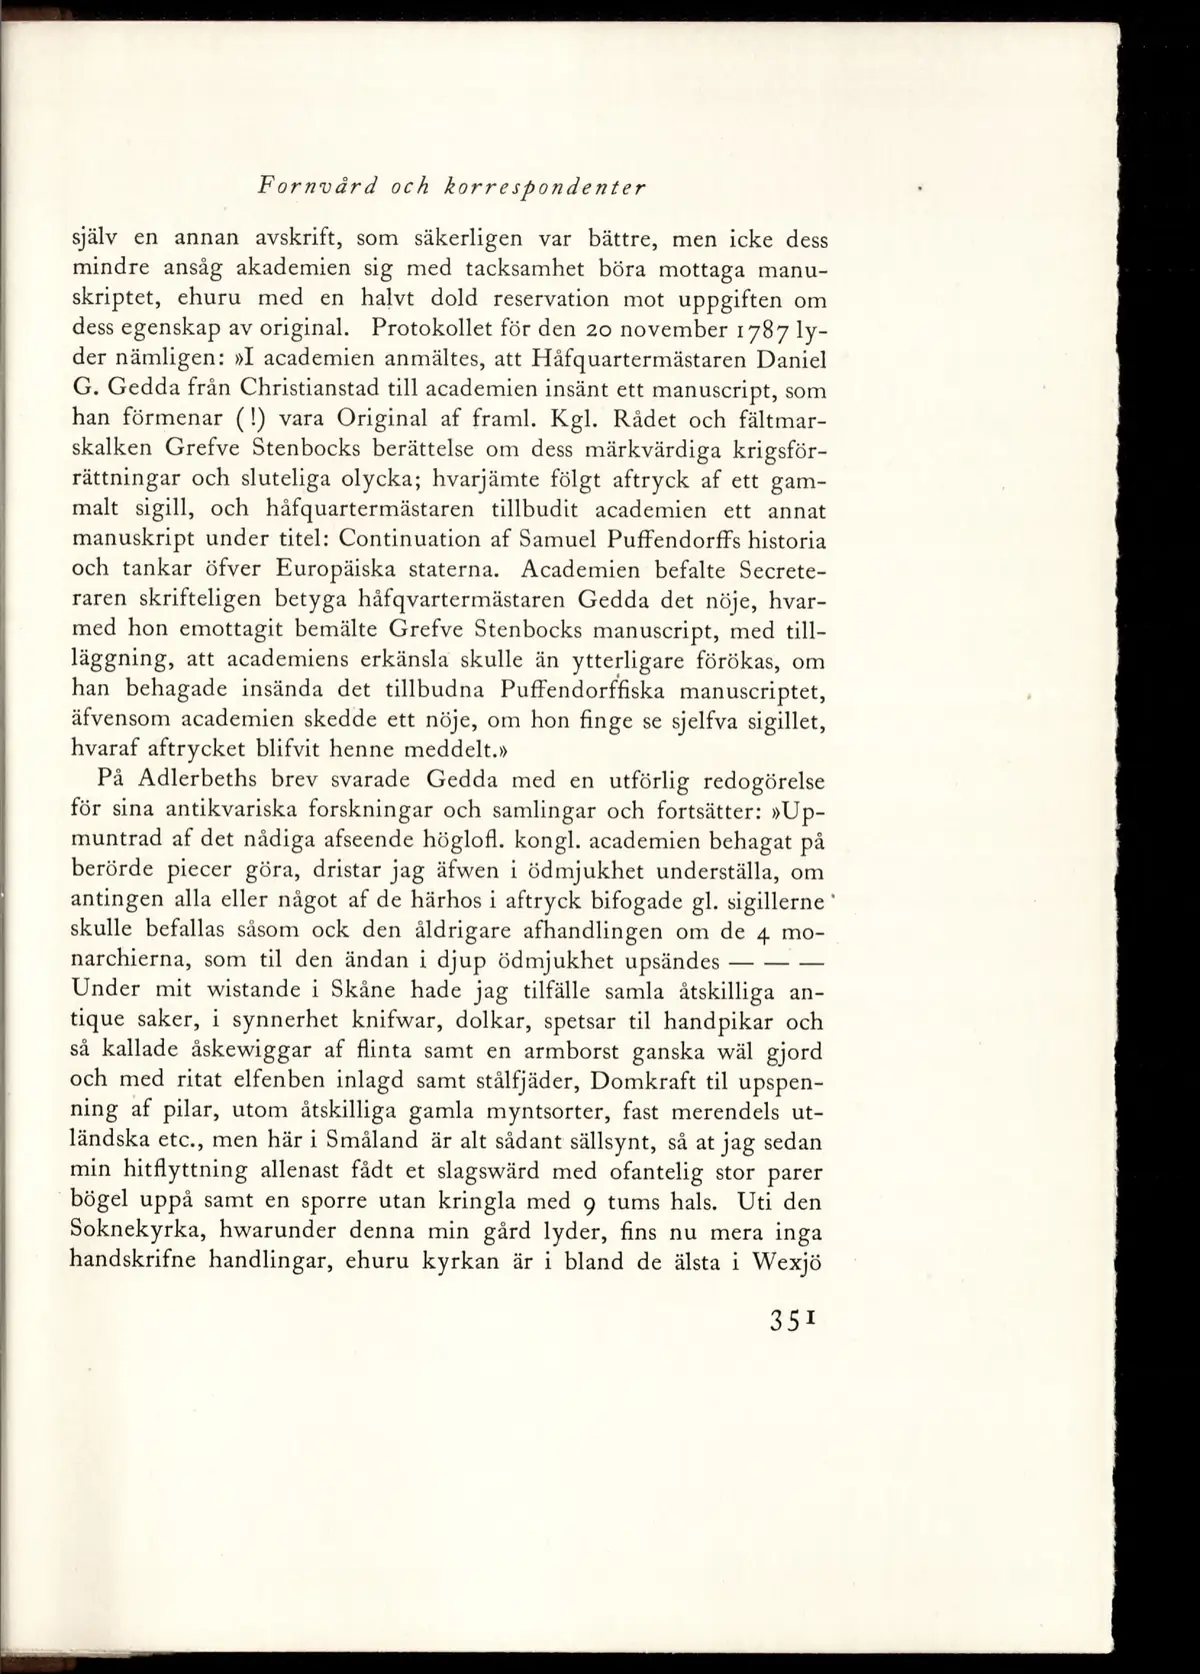 Fornvård och korrespondenter
själv en annan avskrift, som säkerligen var bättre, men icke dess
mindre ansåg akademien sig med tacksamhet böra mottaga manu-
skriptet, ehuru med en halvt dold reservation mot uppgiften om
dess egenskap av original. Protokollet för den 20 november 1787 ly-
der nämligen: »I academien anmältes, att Håfquartermästaren Daniel
G. Gedda från Christianstad till academien insänt ett manuscript, som
han förmenar (!) vara Original af framl. Kgl. Rådet och fältmar-
skalken Grefve Stenbocks berättelse om dess märkvärdiga krigsför-
rättningar och sluteliga olycka; hvarjämte fölgt aftryck af ett gam-
malt sigill, och håfquartermästaren tillbudit academien ett annat
manuskript under titel: Continuation af Samuel Puffendorffs historia
och tankar öfver Europäiska staterna. Academien befalte Secrete-
raren skrifteligen betyga håfqvartermästaren Gedda det nöje, hvar-
med hon emottagit bemälte Grefve Stenbocks manuscript, med till-
läggning, att academiens erkänsla skulle än ytterligare förökas, om
han behagade insända det tillbudna Puffendorffiska manuscriptet,
äfvensom academien skedde ett nöje, om hon finge se sjelfva sigillet,
hvaraf aftrycket blifvit henne meddelt.»
På Adlerbeths brev svarade Gedda med en utförlig redogörelse
för sina antikvariska forskningar och samlingar och fortsätter: »Up-
muntrad af det nådiga afseende höglofl. kongl. academien behagat på
berörde piecer göra, dristar jag äfwen i ödmjukhet underställa, om
antingen alla eller något af de härhos i aftryck bifogade gl. sigillerne
skulle befallas såsom ock den åldrigare afhandlingen om de 4 mo-
narchierna, som til den ändan i djup ödmjukhet upsändes — — —
Under mit wistande i Skåne hade jag tilfälle samla åtskilliga an-
tique saker, i synnerhet knifwar, dolkar, spetsar til handpikar och
så kallade åskewiggar af flinta samt en armborst ganska wäl gjord
och med ritat elfenben inlagd samt stålfjäder, Domkraft til upspen-
ning af pilar, utom åtskilliga gamla myntsorter, fast merendels ut-
ländska etc., men här i Småland är alt sådant sällsynt, så at jag sedan
min hitflyttning allenast fådt et slagswärd med ofantelig stor parer
bögel uppå samt en sporre utan kringla med 9 tums hals. Uti den
Soknekyrka, hwarunder denna min gård lyder, fins nu mera inga
handskrifne handlingar, ehuru kyrkan är i bland de älsta i Wexjö
351